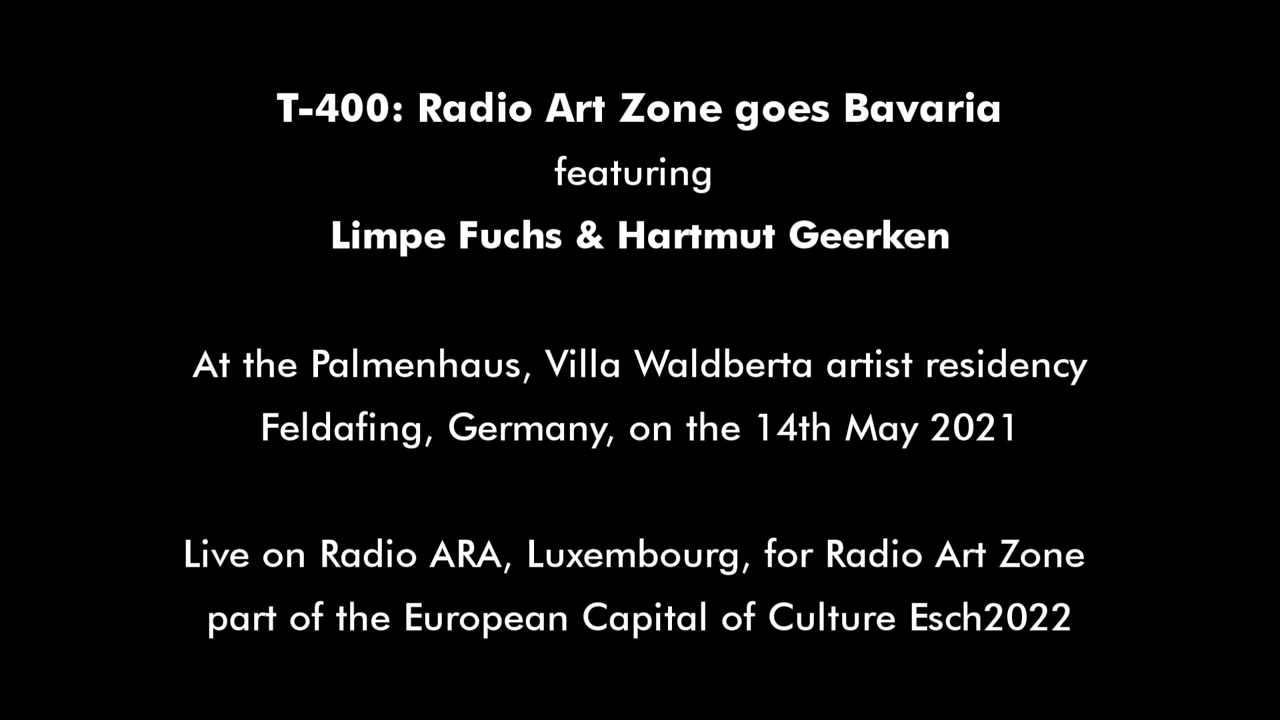 T-400: Radio Art Zone goes Bavaria
featuring
Limpe Fuchs & Hartmut Geerken
At the Palmenhaus, Villa Waldberta artist residency
Feldafing, Germany, on the 14th May 2021
Live on Radio ARA, Luxembourg, for Radio Art Zone
part of the European Capital of Culture Esch2022